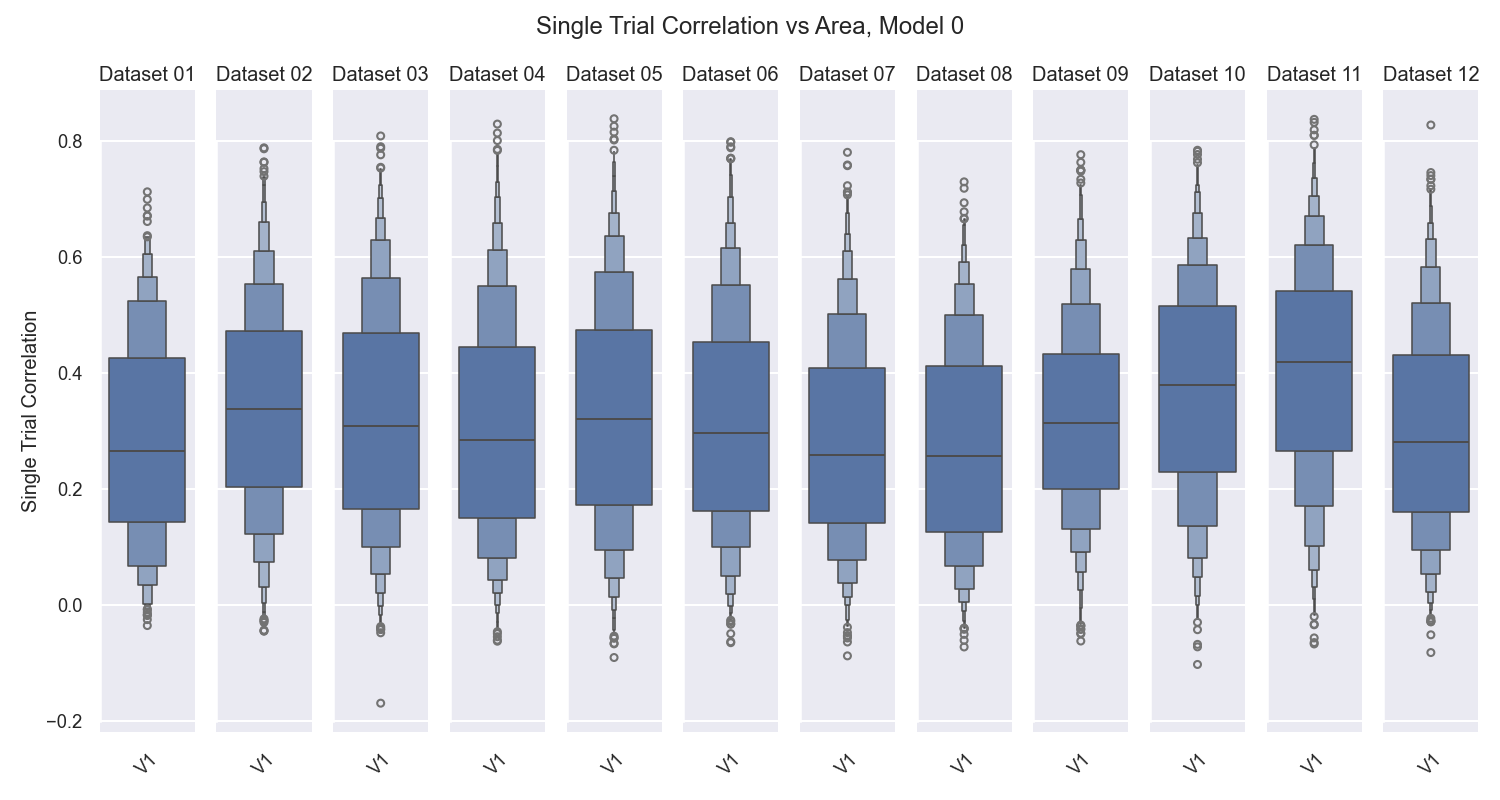 Single Trial Correlation vs Area, Model 0
Dataset 01 Dataset 02 Dataset 03 Dataset 04 Dataset 05 Dataset 06 Dataset 07 Dataset 08 Dataset 09 Dataset 10 Dataset 11 Dataset 12
Single Trial Correlation
0.8
0.6
0.4
0.2
0.0
−0.2
V1 V1 V1 V1 V1 V1 V1 V1 V1 V1 V1 V1